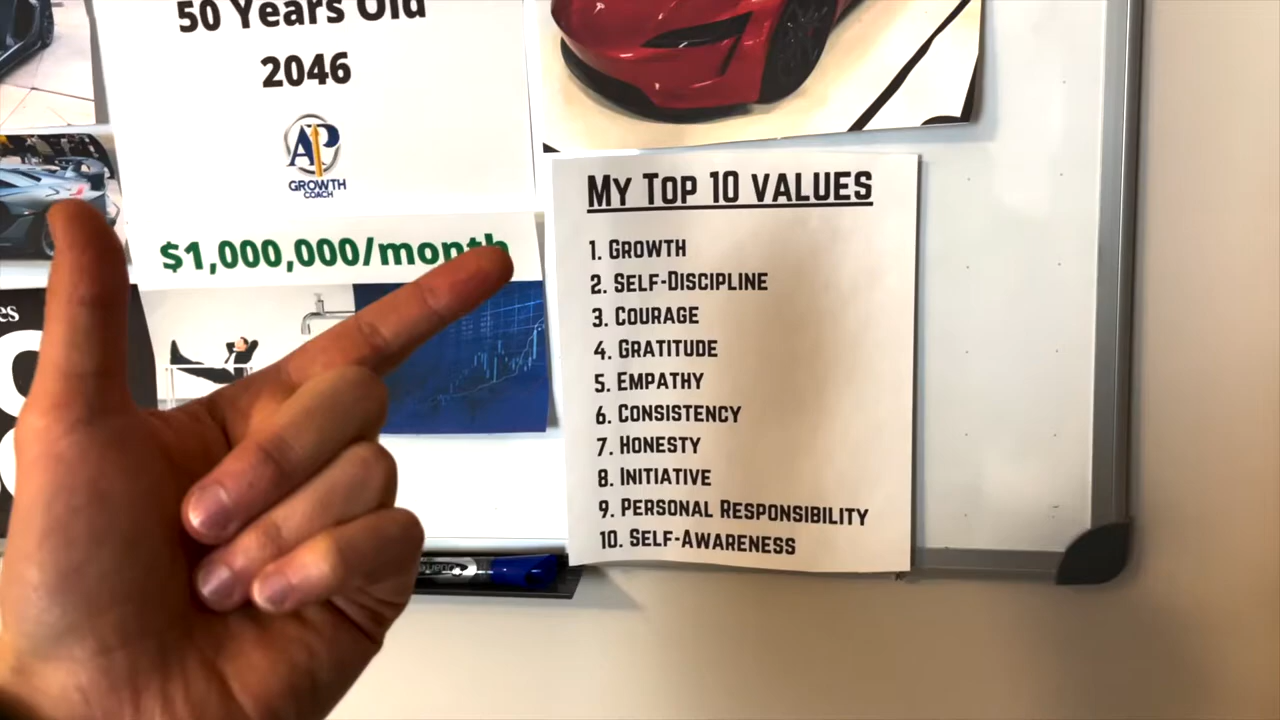 50 Years Old
2046
AP
GROWTH
COACH
$1,000,000/month
es
MY TOP 10 VALUES
1. GROWTH
2. SELF-DISCIPLINE
3. COURAGE
4. GRATITUDE
5. EMPATHY
6. CONSISTENCY
7. HONESTY
8. INITIATIVE
9. PERSONAL RESPONSIBILITY
10. SELF-AWARENESS